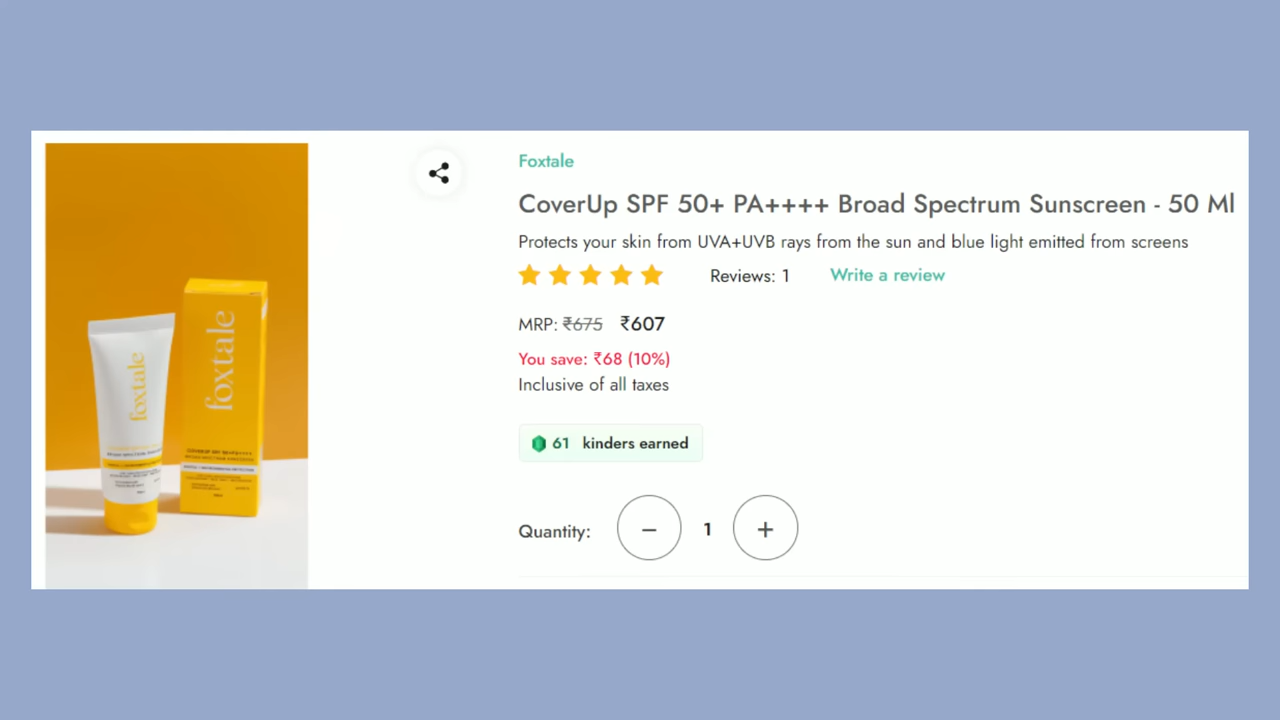 Foxtale
CoverUp SPF 50+ PA++++ Broad Spectrum Sunscreen - 50 Ml
Protects your skin from UVA+UVB rays from the sun and blue light emitted from screens
Reviews: 1 Write a review
MRP: ₹675 ₹607
You save: ₹68 (10%)
Inclusive of all taxes
61 kinders earned
Quantity: − 1 +
foxtale
foxtale